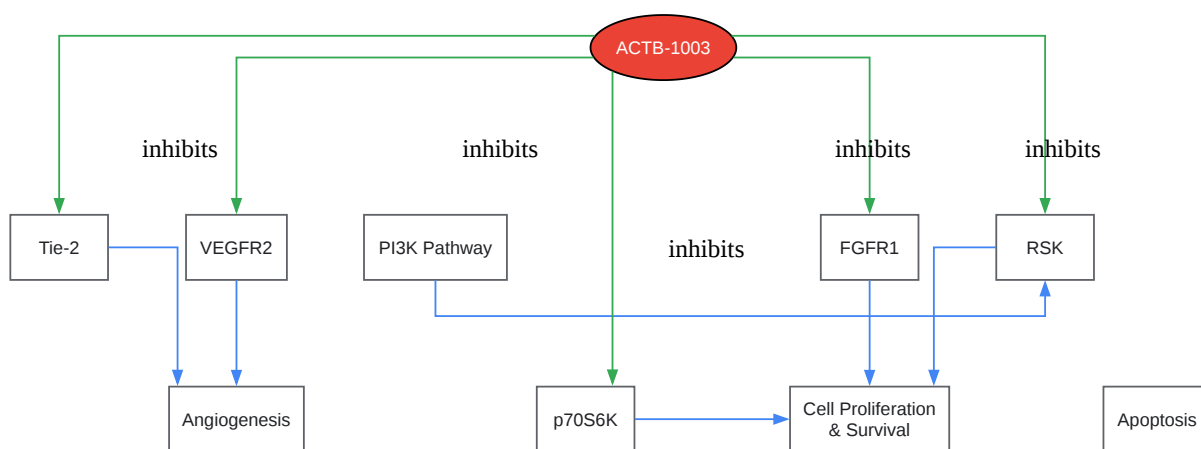 ACTB-1003
inhibits
inhibits
inhibits
inhibits
Tie-2
VEGFR2
PI3K Pathway
inhibits
FGFR1
RSK
Angiogenesis
p70S6K
Cell Proliferation
& Survival
Apoptosis